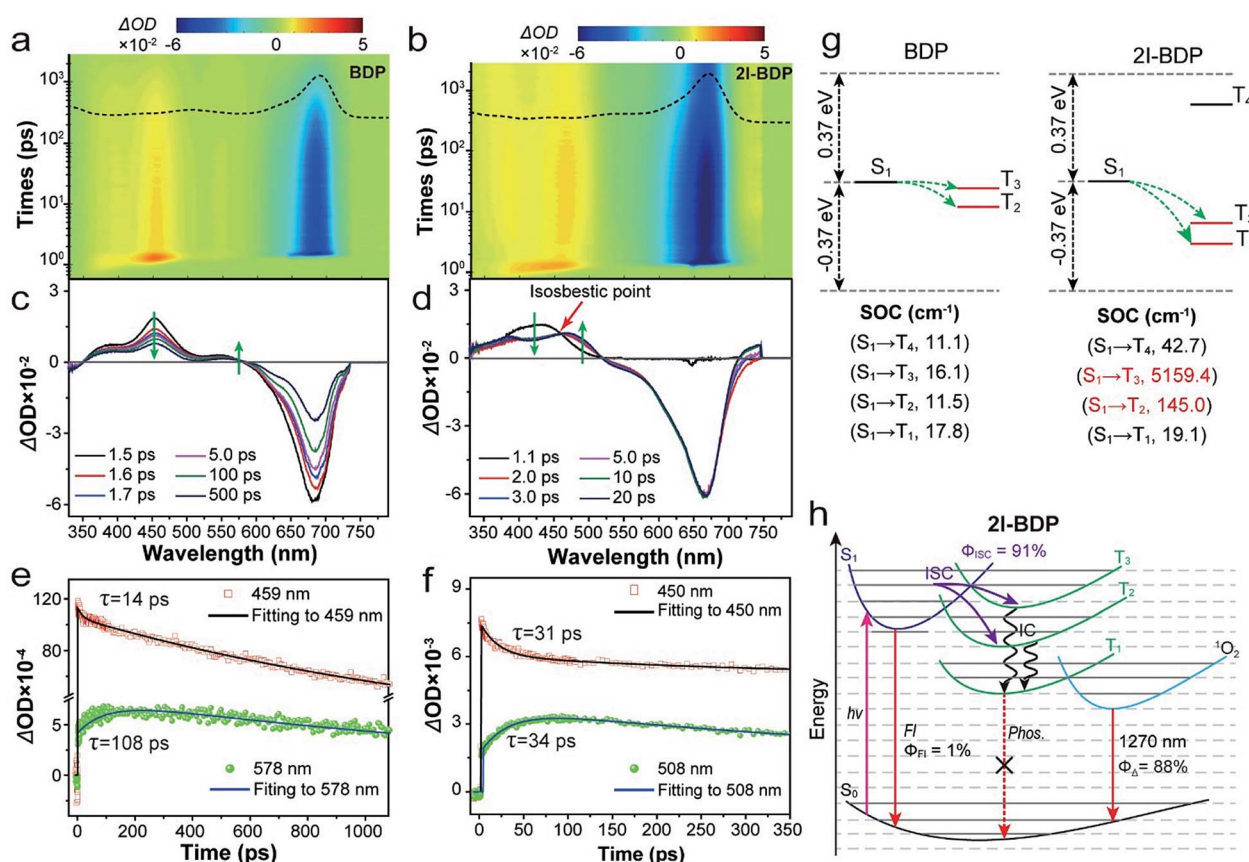 a
ΔOD
×10⁻²
-6
0
5
BDP
10³
10²
10¹
10⁰
Times (ps)
b
ΔOD
×10⁻²
-6
0
5
2I-BDP
10³
10²
10¹
10⁰
Times (ps)
c
3
0
-3
-6
ΔOD×10⁻²
1.5 ps
1.6 ps
1.7 ps
5.0 ps
100 ps
500 ps
350 450 550 650 750
Wavelength (nm)
d
Isosbestic point
3
0
-3
-6
ΔOD×10⁻²
1.1 ps
2.0 ps
3.0 ps
5.0 ps
10 ps
20 ps
350 450 550 650 750
Wavelength (nm)
e
120
80
5
0
ΔOD×10⁻⁴
τ=14 ps
459 nm
Fitting to 459 nm
τ=108 ps
578 nm
Fitting to 578 nm
0 200 400 600 800 1000
Time (ps)
f
9
6
3
0
ΔOD×10⁻³
τ=31 ps
450 nm
Fitting to 450 nm
τ=34 ps
508 nm
Fitting to 508 nm
0 50 100 150 200 250 300 350
Time (ps)
g
BDP
0.37 eV
-0.37 eV
S₁
T₃
T₂
SOC (cm⁻¹)
(S₁→T₄, 11.1)
(S₁→T₃, 16.1)
(S₁→T₂, 11.5)
(S₁→T₁, 17.8)
2I-BDP
0.37 eV
-0.37 eV
S₁
T₄
SOC (cm⁻¹)
(S₁→T₄, 42.7)
(S₁→T₃, 5159.4)
(S₁→T₂, 145.0)
(S₁→T₁, 19.1)
h
2I-BDP
Energy
S₁
Φ_ISC = 91%
ISC
T₃
T₂
IC
T₁
¹O₂
hv
Fl
Φ_Fl = 1%
Phos.
1270 nm
Φ_Δ = 88%
S₀